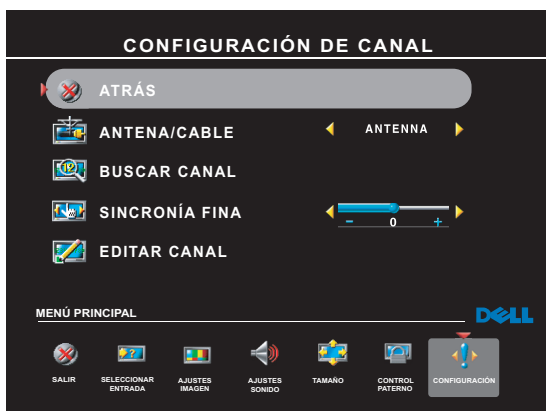 CONFIGURACIÓN DE CANAL
ATRÁS
ANTENA/CABLE ANTENNA
BUSCAR CANAL
SINCRONÍA FINA
- 0 +
EDITAR CANAL
MENÚ PRINCIPAL
DELL
SALIR
SELECCIONAR
ENTRADA
AJUSTES
IMAGEN
AJUSTES
SONIDO
TAMAÑO
CONTROL
PATERNO
CONFIGURACIÓN